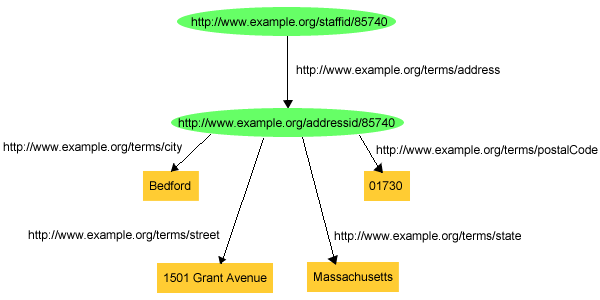 http://www.example.org/staffid/85740
http://www.example.org/terms/address
http://www.example.org/addressid/85740
http://www.example.org/terms/city
http://www.example.org/terms/postalCode
Bedford
01730
http://www.example.org/terms/street
http://www.example.org/terms/state
1501 Grant Avenue
Massachusetts